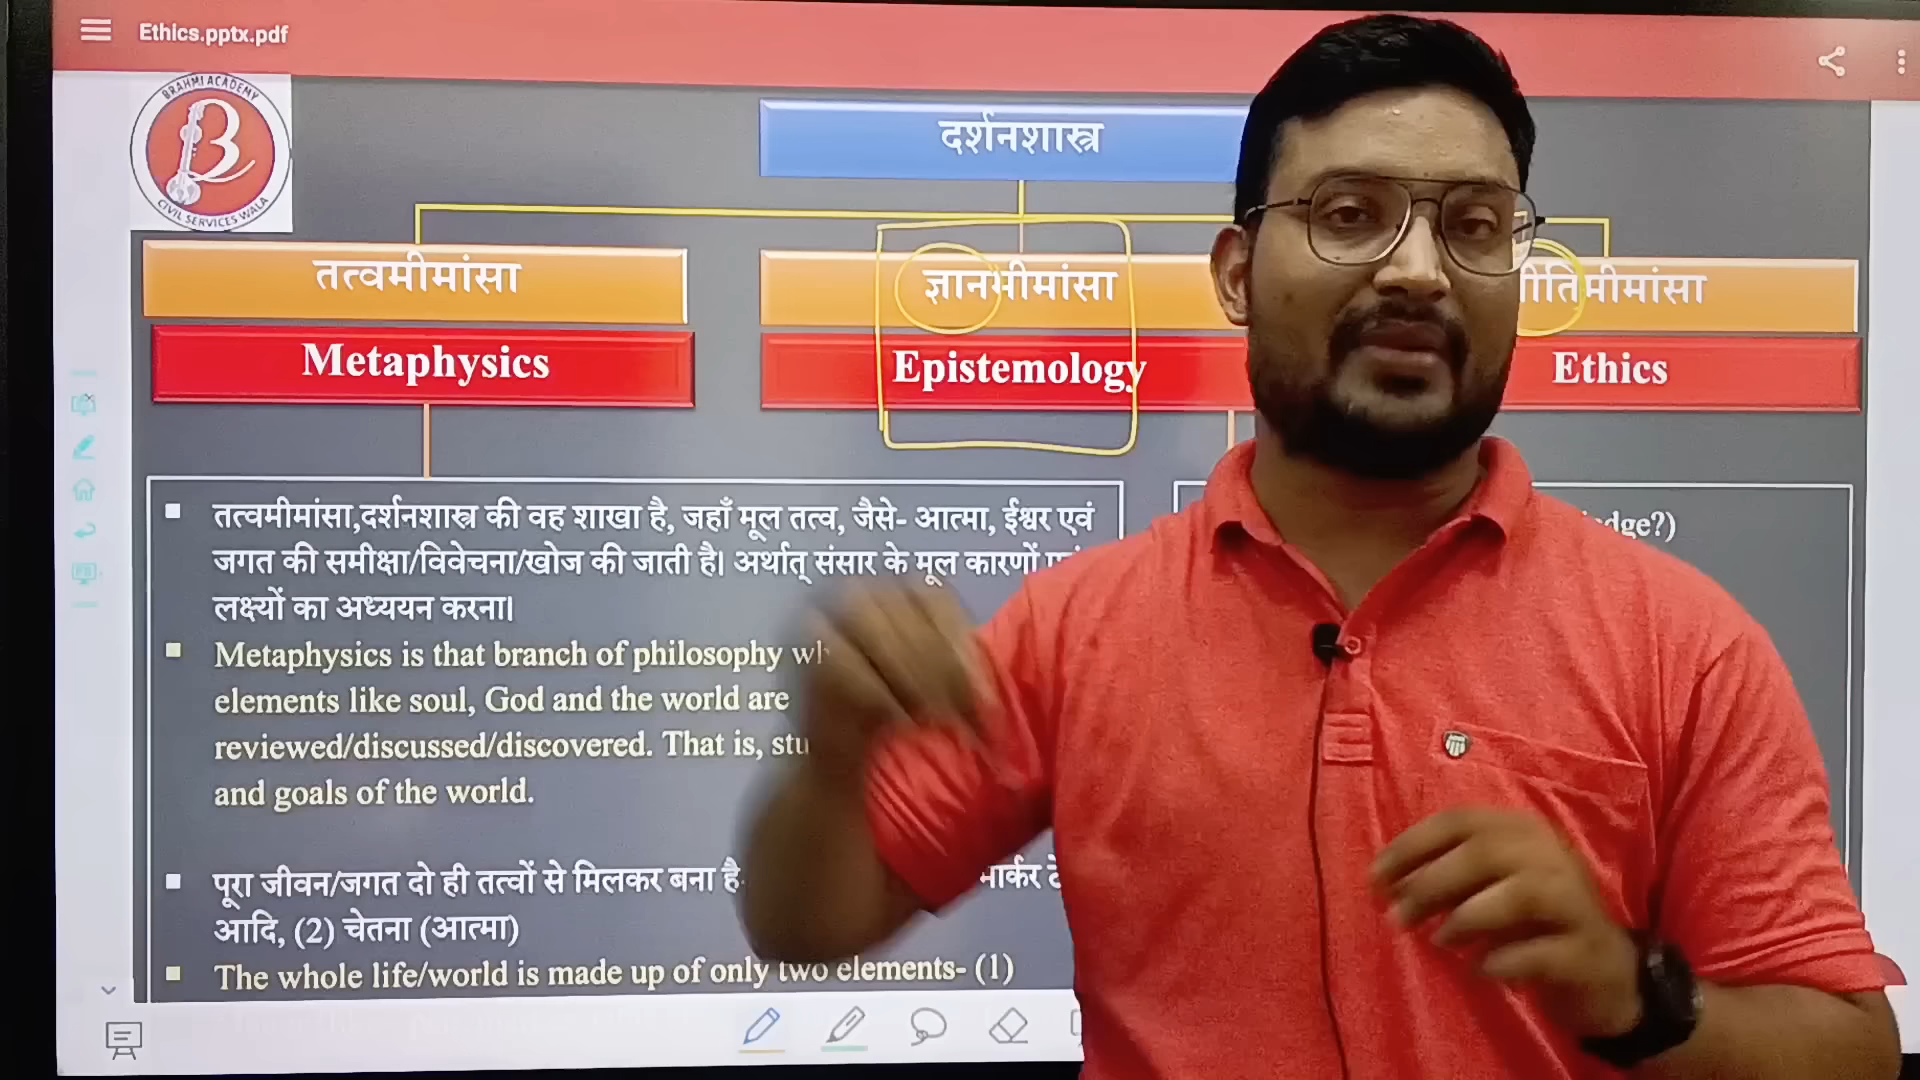 Ethics.pptx.pdf
BRAHMI ACADEMY
CIVIL SERVICES WALA
दर्शनशास्त्र
तत्वमीमांसा
ज्ञानमीमांसा
नीतिमीमांसा
Metaphysics
Epistemology
Ethics
तत्वमीमांसा,दर्शनशास्त्र की वह शाखा है, जहाँ मूल तत्व, जैसे- आत्मा, ईश्वर एवं
जगत की समीक्षा/विवेचना/खोज की जाती है। अर्थात् संसार के मूल कारणों
लक्ष्यों का अध्ययन करना।
Metaphysics is that branch of philosophy
elements like soul, God and the world are
reviewed/discussed/discovered. That is,
and goals of the world.
पूरा जीवन/जगत दो ही तत्वों से मिलकर बना है- मार्कर
आदि, (2) चेतना (आत्मा)
The whole life/world is made up of only two elements- (1)